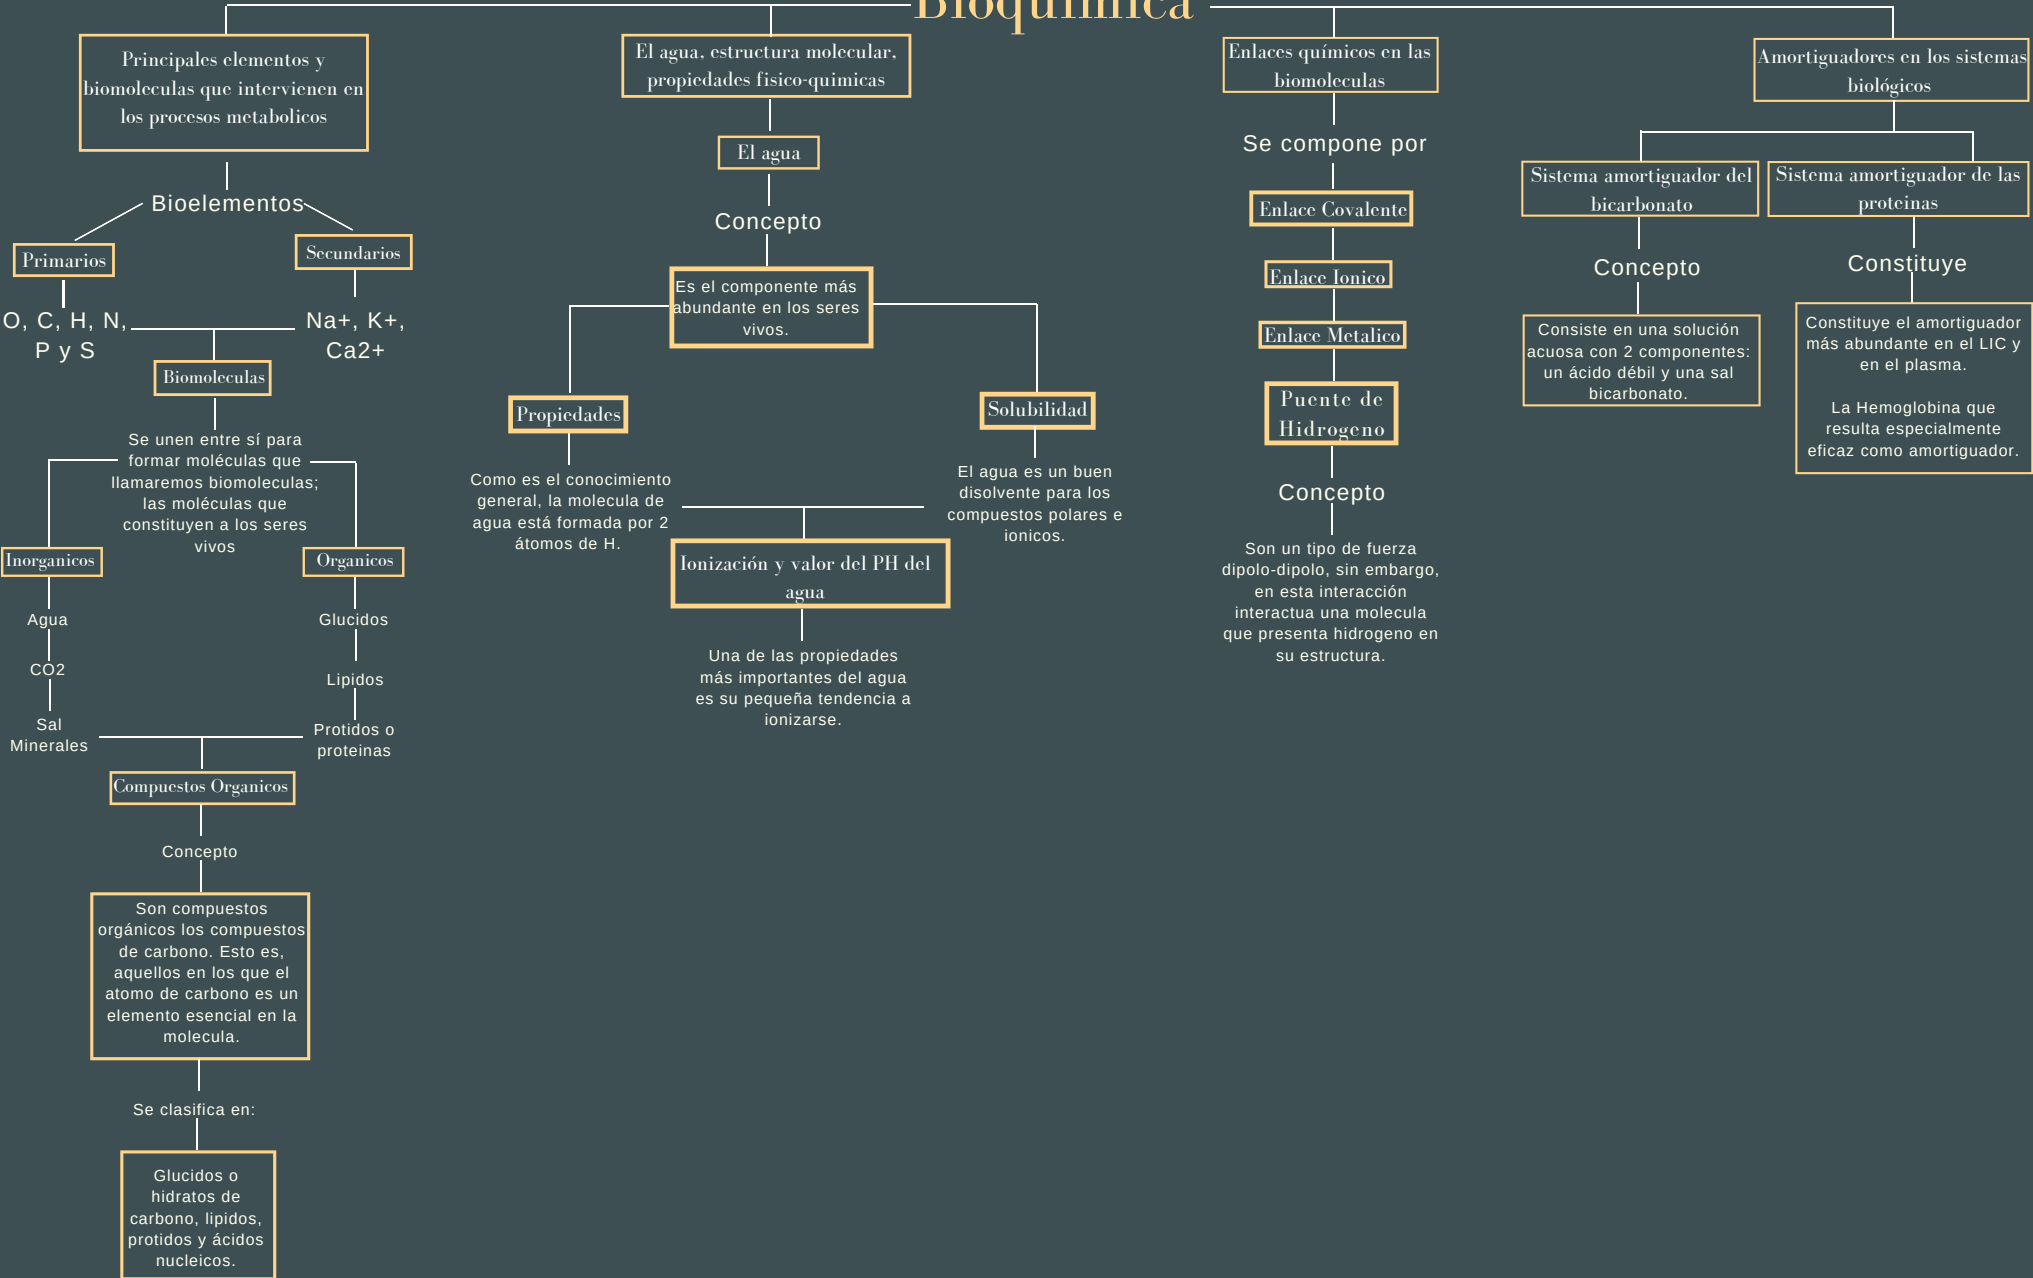 Bioquímica
Principales elementos y
biomoleculas que intervienen en
los procesos metabolicos
Bioelementos
Primarios
Secundarios
O, C, H, N,
P y S
Na+, K+,
Ca2+
Biomoleculas
Se unen entre sí para
formar moléculas que
llamaremos biomoleculas;
las moléculas que
constituyen a los seres
vivos
Inorganicos
Organicos
Agua
CO2
Sal
Minerales
Glucidos
Lipidos
Protidos o
proteinas
Compuestos Organicos
Concepto
Son compuestos
orgánicos los compuestos
de carbono. Esto es,
aquellos en los que el
atomo de carbono es un
elemento esencial en la
molecula.
Se clasifica en:
Glucidos o
hidratos de
carbono, lipidos,
protidos y ácidos
nucleicos.
El agua, estructura molecular,
propiedades fisico-quimicas
El agua
Concepto
Es el componente más
abundante en los seres
vivos.
Propiedades
Solubilidad
Como es el conocimiento
general, la molecula de
agua está formada por 2
átomos de H.
El agua es un buen
disolvente para los
compuestos polares e
ionicos.
Ionización y valor del PH del
agua
Una de las propiedades
más importantes del agua
es su pequeña tendencia a
ionizarse.
Enlaces químicos en las
biomoleculas
Se compone por
Enlace Covalente
Enlace Ionico
Enlace Metalico
Puente de
Hidrogeno
Concepto
Son un tipo de fuerza
dipolo-dipolo, sin embargo,
en esta interacción
interactua una molecula
que presenta hidrogeno en
su estructura.
Amortiguadores en los sistemas
biológicos
Sistema amortiguador del
bicarbonato
Concepto
Consiste en una solución
acuosa con 2 componentes:
un ácido débil y una sal
bicarbonato.
Sistema amortiguador de las
proteinas
Constituye
Constituye el amortiguador
más abundante en el LIC y
en el plasma.
La Hemoglobina que
resulta especialmente
eficaz como amortiguador.